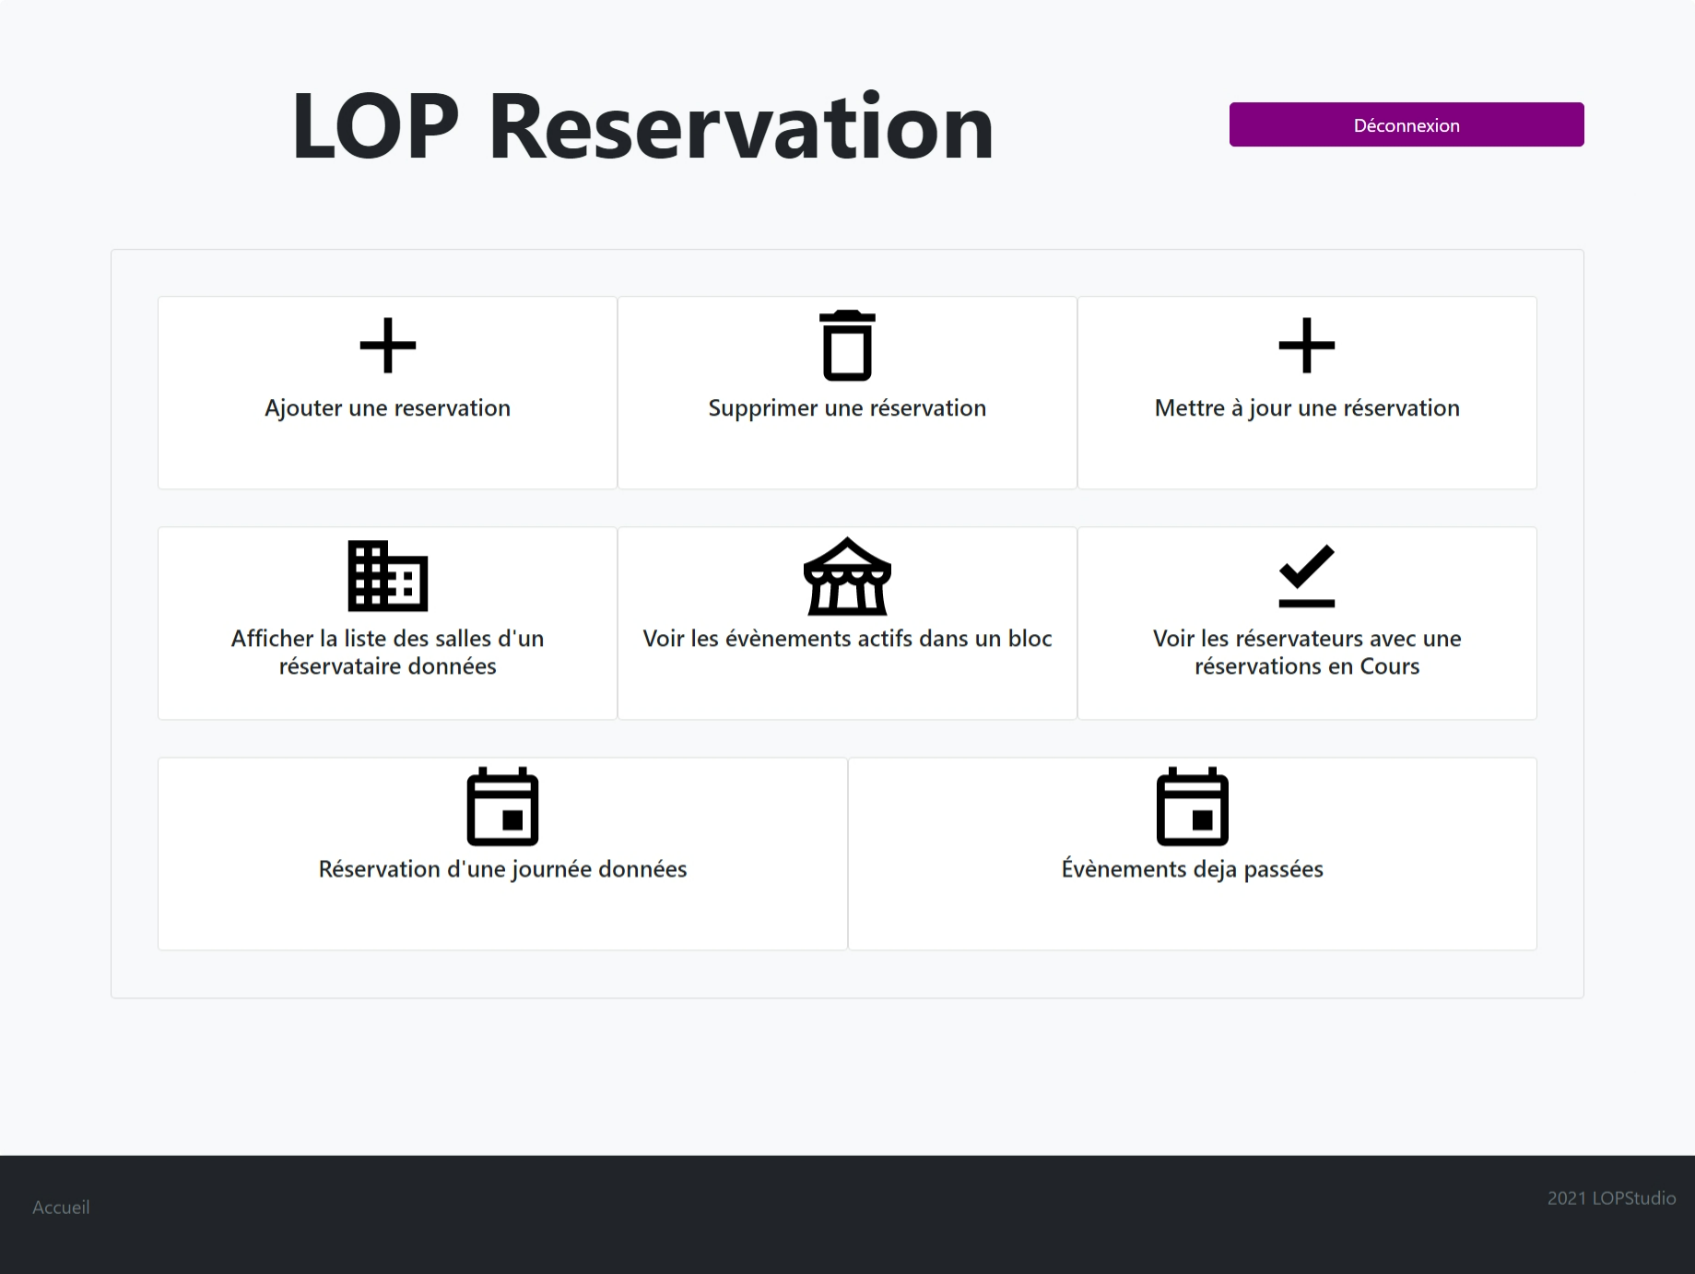 LOP Reservation
Déconnexion
Ajouter une reservation
Supprimer une réservation
Mettre à jour une réservation
Afficher la liste des salles d'un
réservataire données
Voir les évènements actifs dans un bloc
Voir les réservateurs avec une
réservations en Cours
Réservation d'une journée données
Évènements deja passées
Accueil
2021 LOPStudio